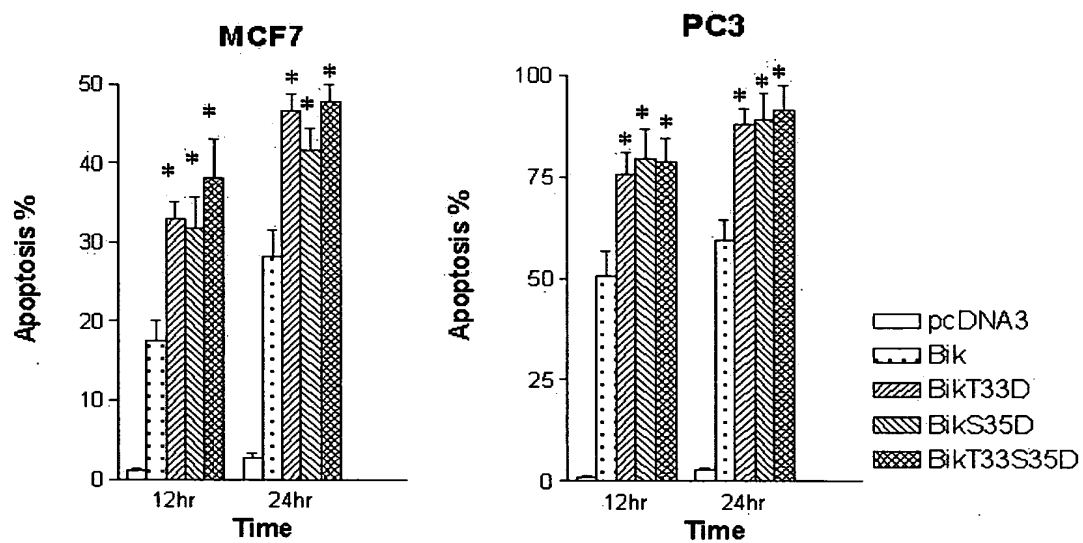 MCF7
50
40
30
20
10
0
Apoptosis %
* * * * * *
12hr 24hr
Time
PC3
100
75
50
25
0
Apoptosis %
* * * * * *
12hr 24hr
Time
pcDNA3
Bik
BikT33D
BikS35D
BikT33S35D